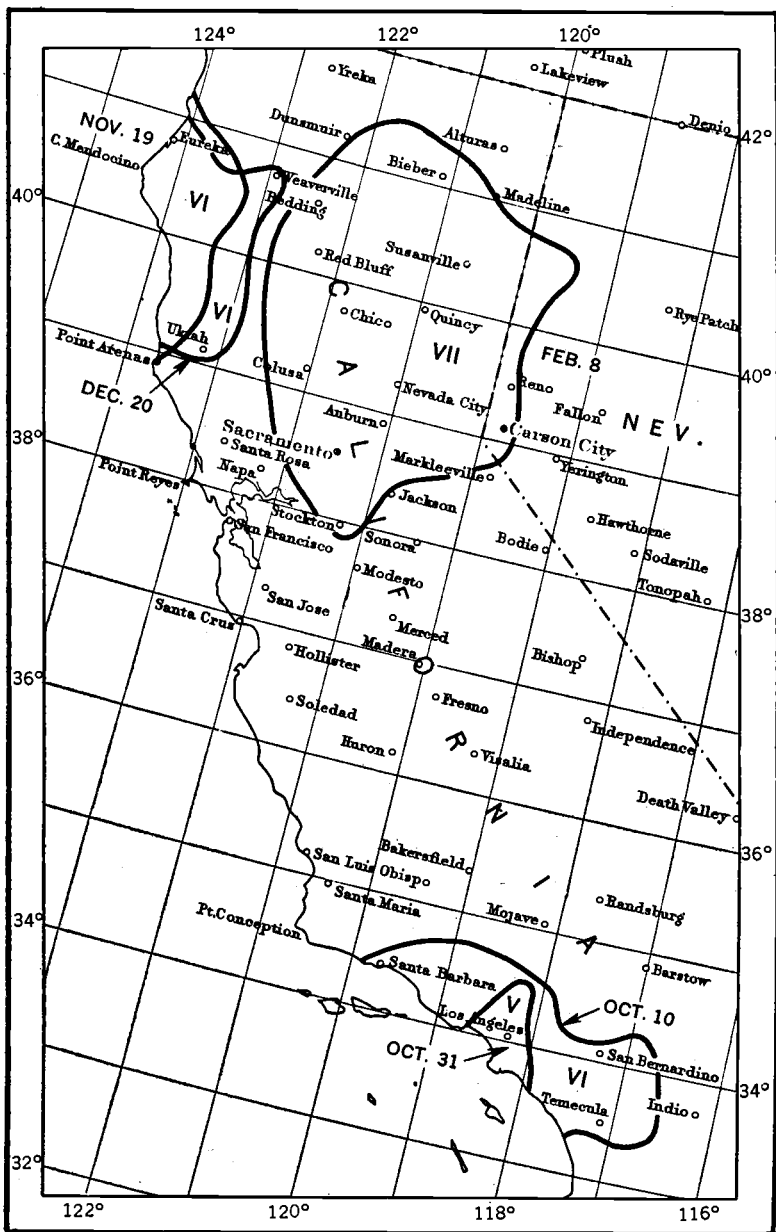 124°
122°
120°
Plush
Yreka
Lakeview
Denio
42°
NOV. 19
Dunsmuir
Alturas
Eureka
C. Mendocino
Bieber
Weaverville
Madeline
40°
VI
Redding
Red Bluff
Susanville
C
Rye Patch
VI
Chico
Quincy
Ukiah
VII
Point Arenas
FEB. 8
40°
Colusa
A
Reno
DEC. 20
Nevada City
Fallon
NEV.
Auburn
Carson City
38°
Sacramento
L
Santa Rosa
Markleeville
Yerington
Napa
Point Reyes
Jackson
Stockton
I
Hawthorne
San Francisco
Sonora
Bodie
Sodaville
Modesto
Tonopah
San Jose
F
38°
Santa Crus
Merced
Hollister
Madera
O
Bishop
36°
Soledad
Fresno
Independence
Huron
R
Visalia
Death Valley
N
36°
San Luis Obispo
Bakersfield
I
Santa Maria
Randsburg
34°
Pt. Conception
Mojave
A
Santa Barbara
Barstow
V
OCT. 10
Los Angeles
OCT. 31
San Bernardino
VI
34°
Temecula
Indio
32°
122°
120°
118°
116°